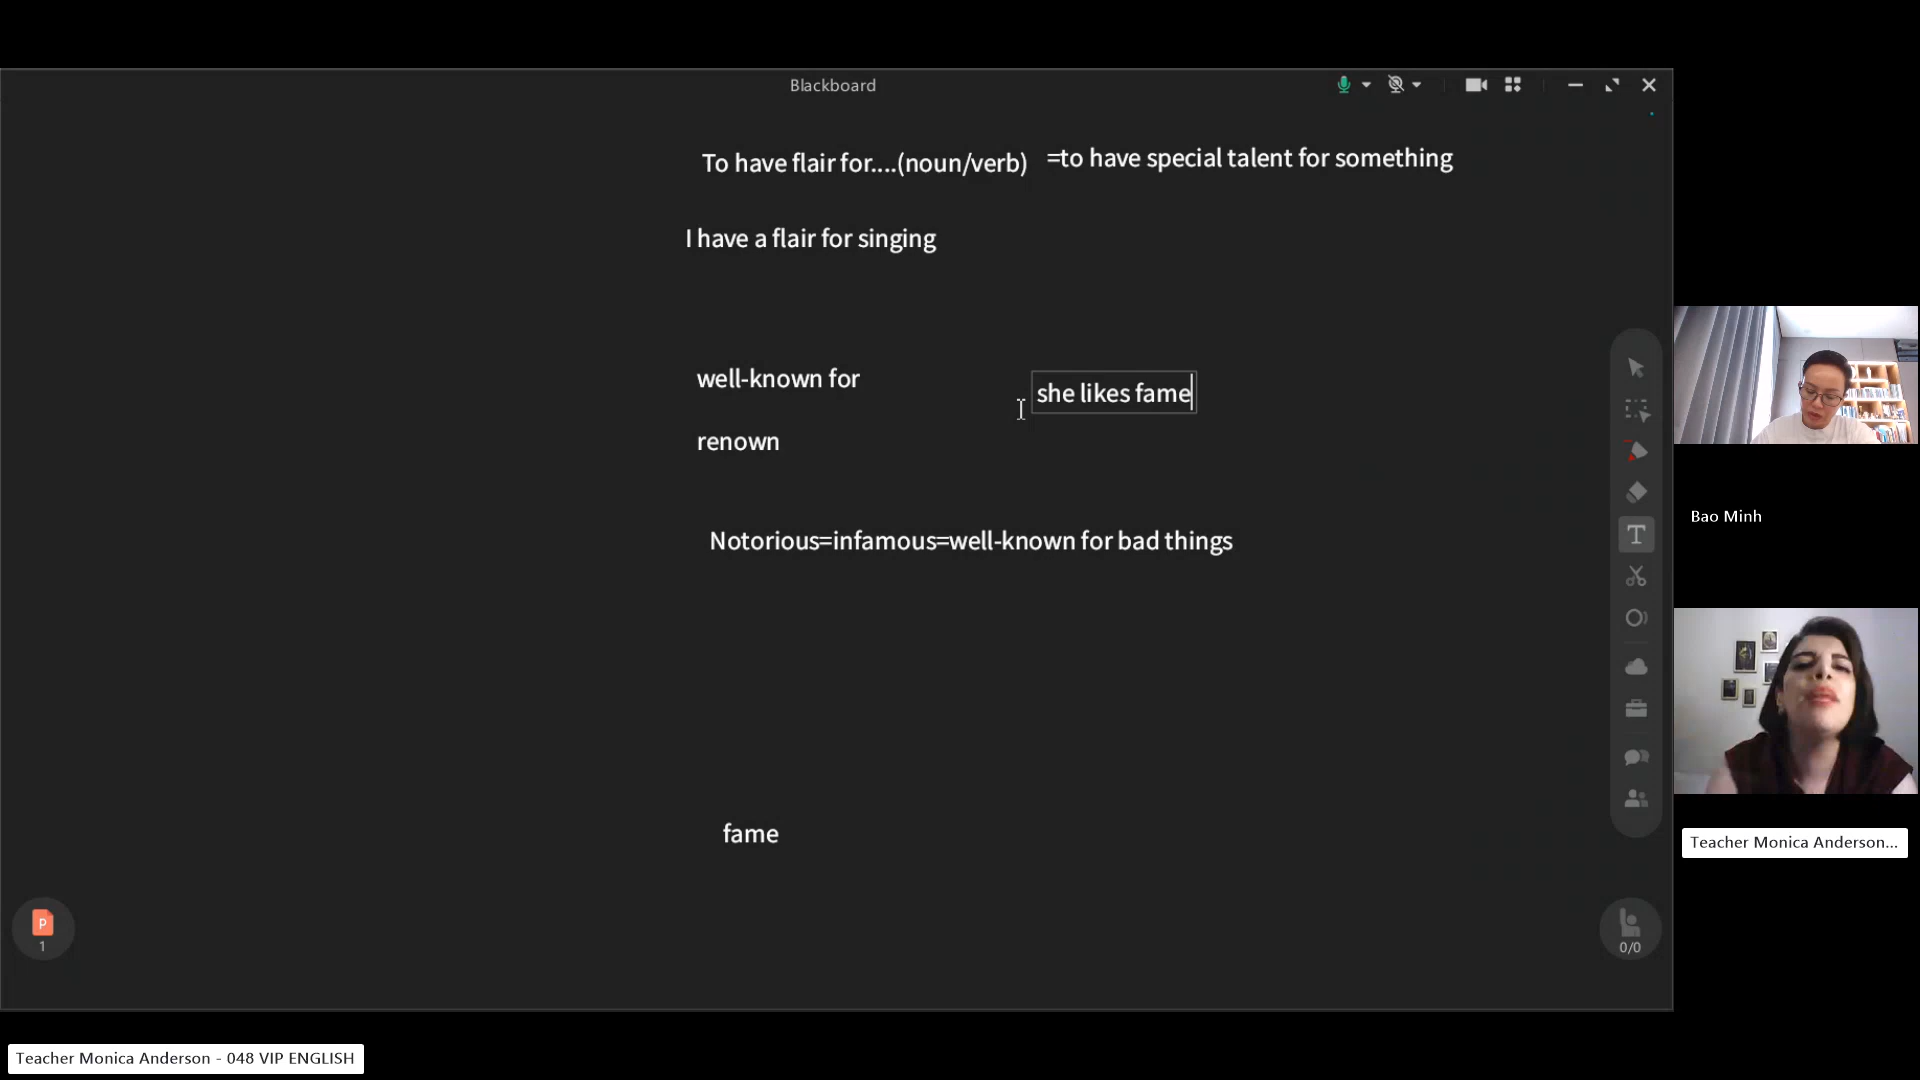 Blackboard
To have flair for....(noun/verb) =to have special talent for something
I have a flair for singing
well-known for
she likes fame
renown
Notorious=infamous=well-known for bad things
fame
P
1
0/0
Bao Minh
Teacher Monica Anderson...
Teacher Monica Anderson - 048 VIP ENGLISH